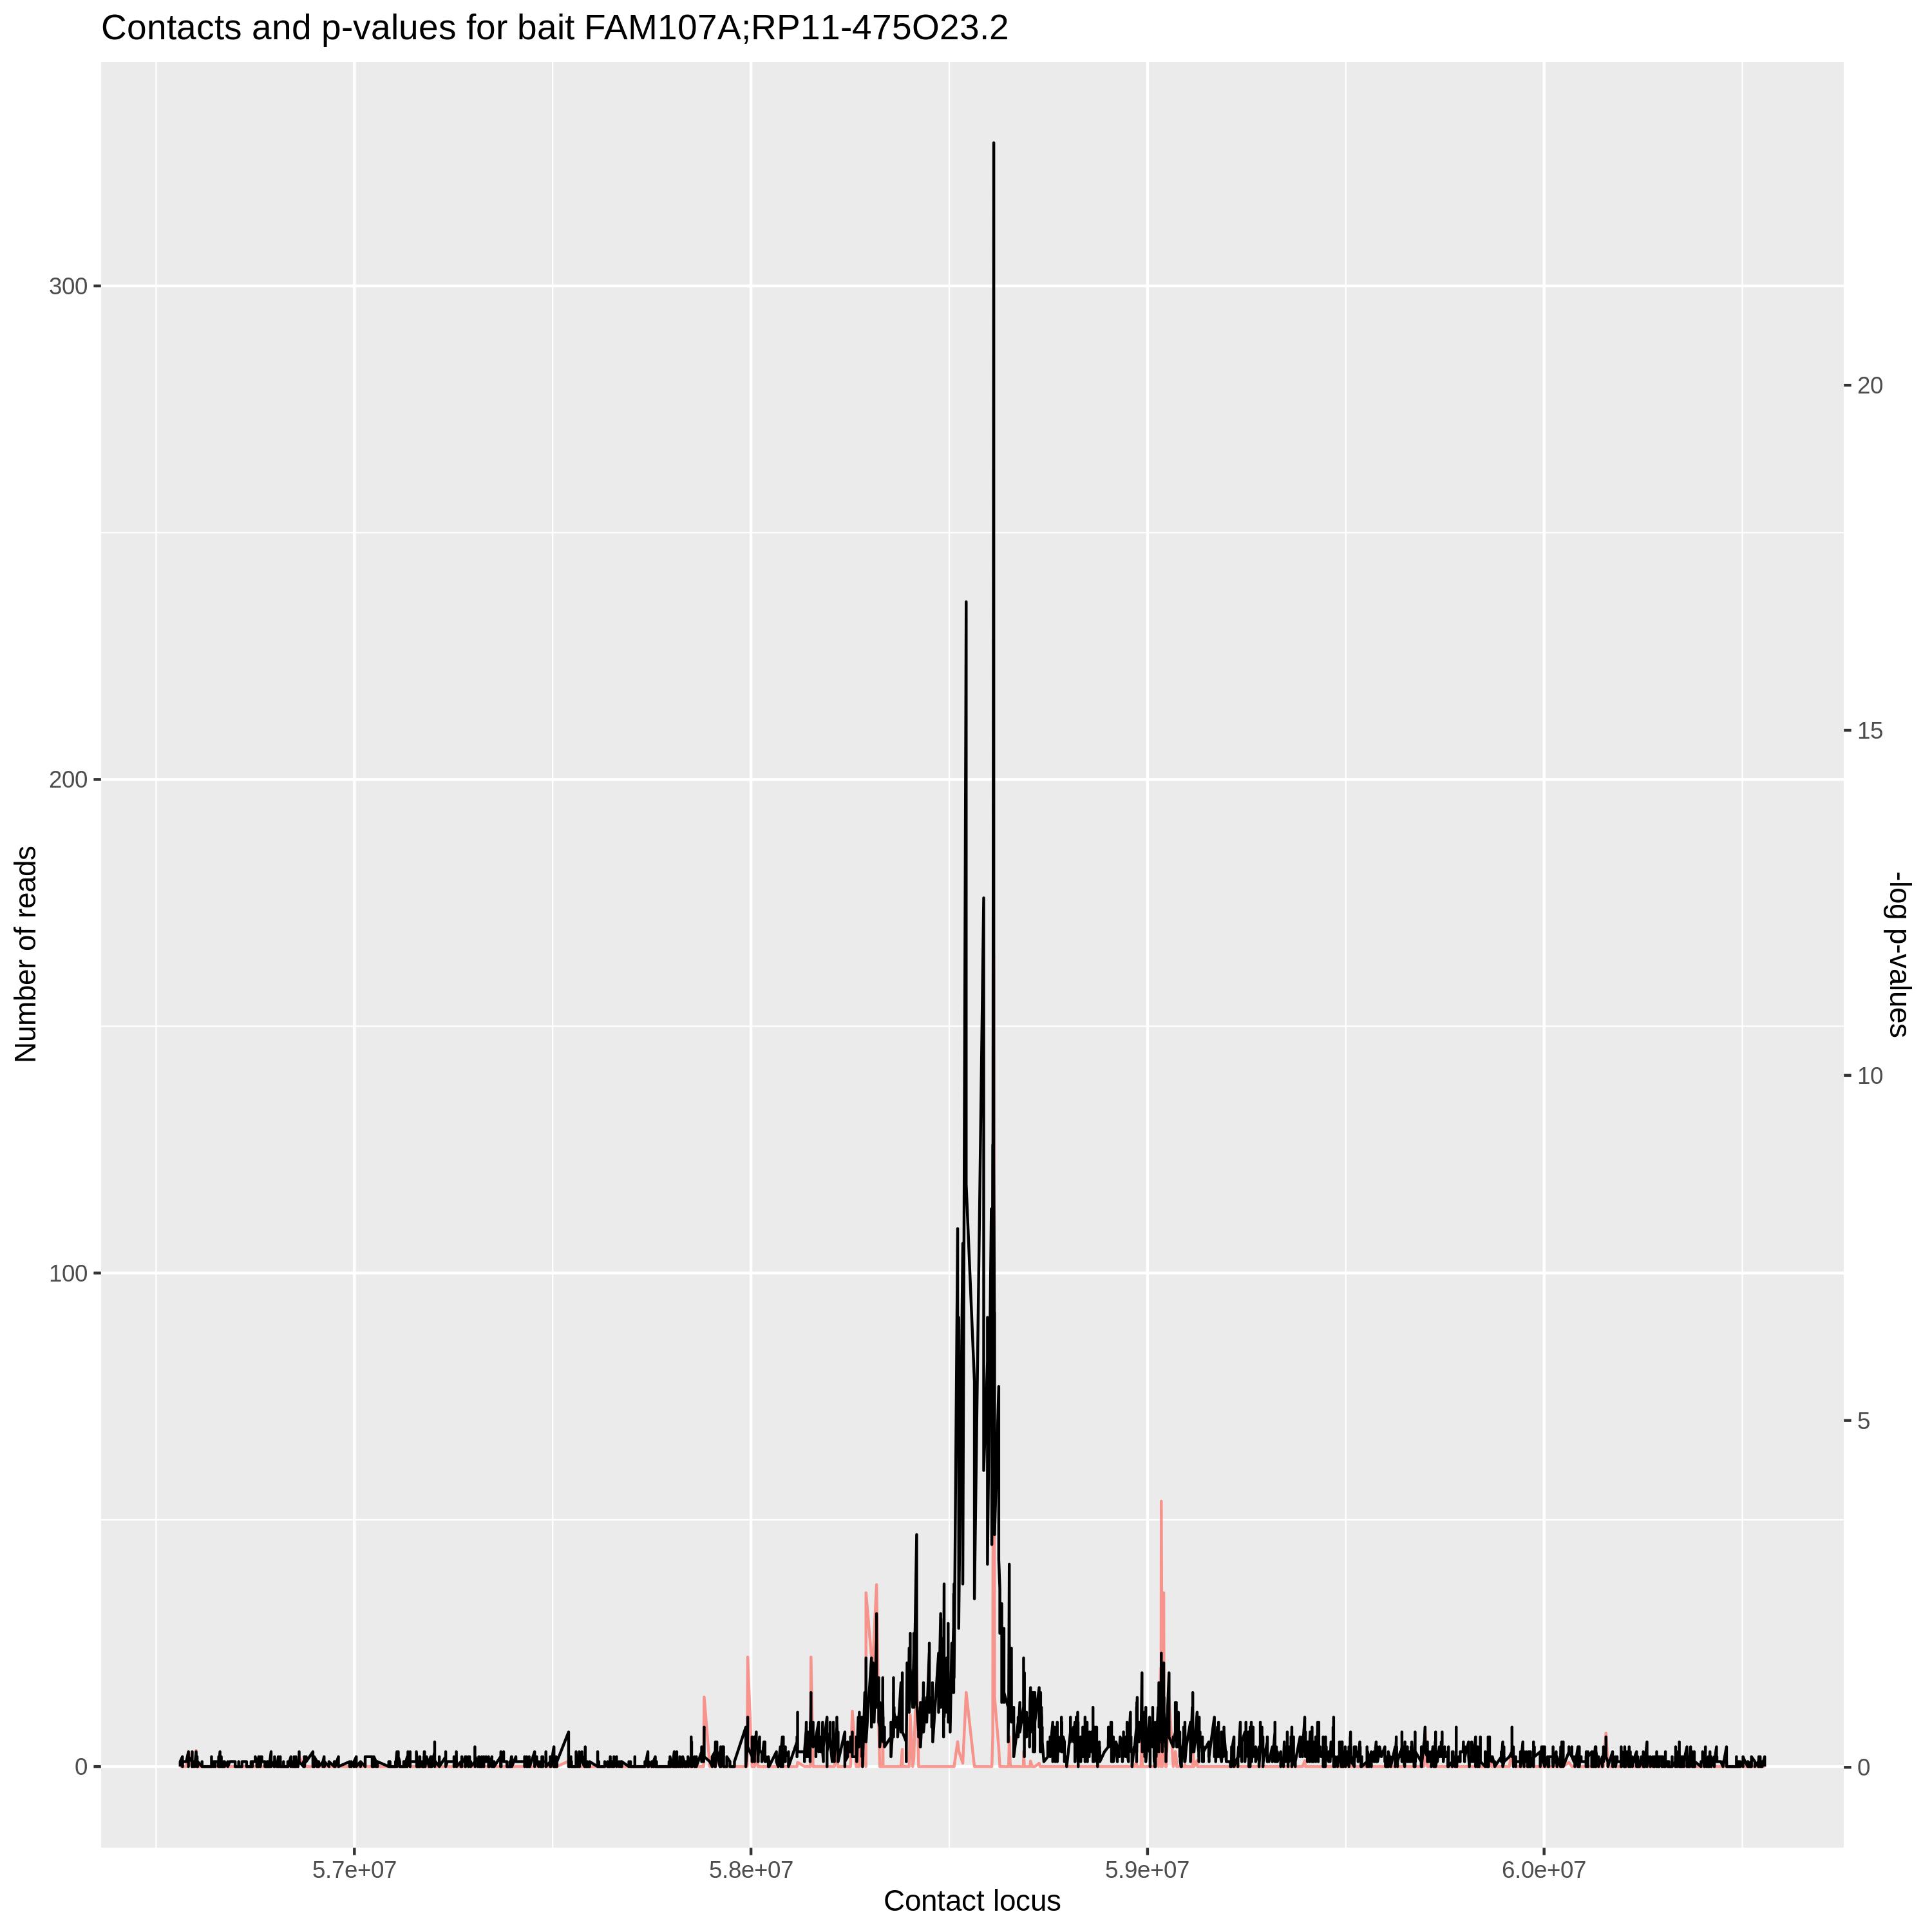 Contacts and p-values for bait FAM107A;RP11-475O23.2
Number of reads
300
200
100
0
20
15
10
5
0
-log p-values
5.7e+07 5.8e+07 5.9e+07 6.0e+07
Contact locus